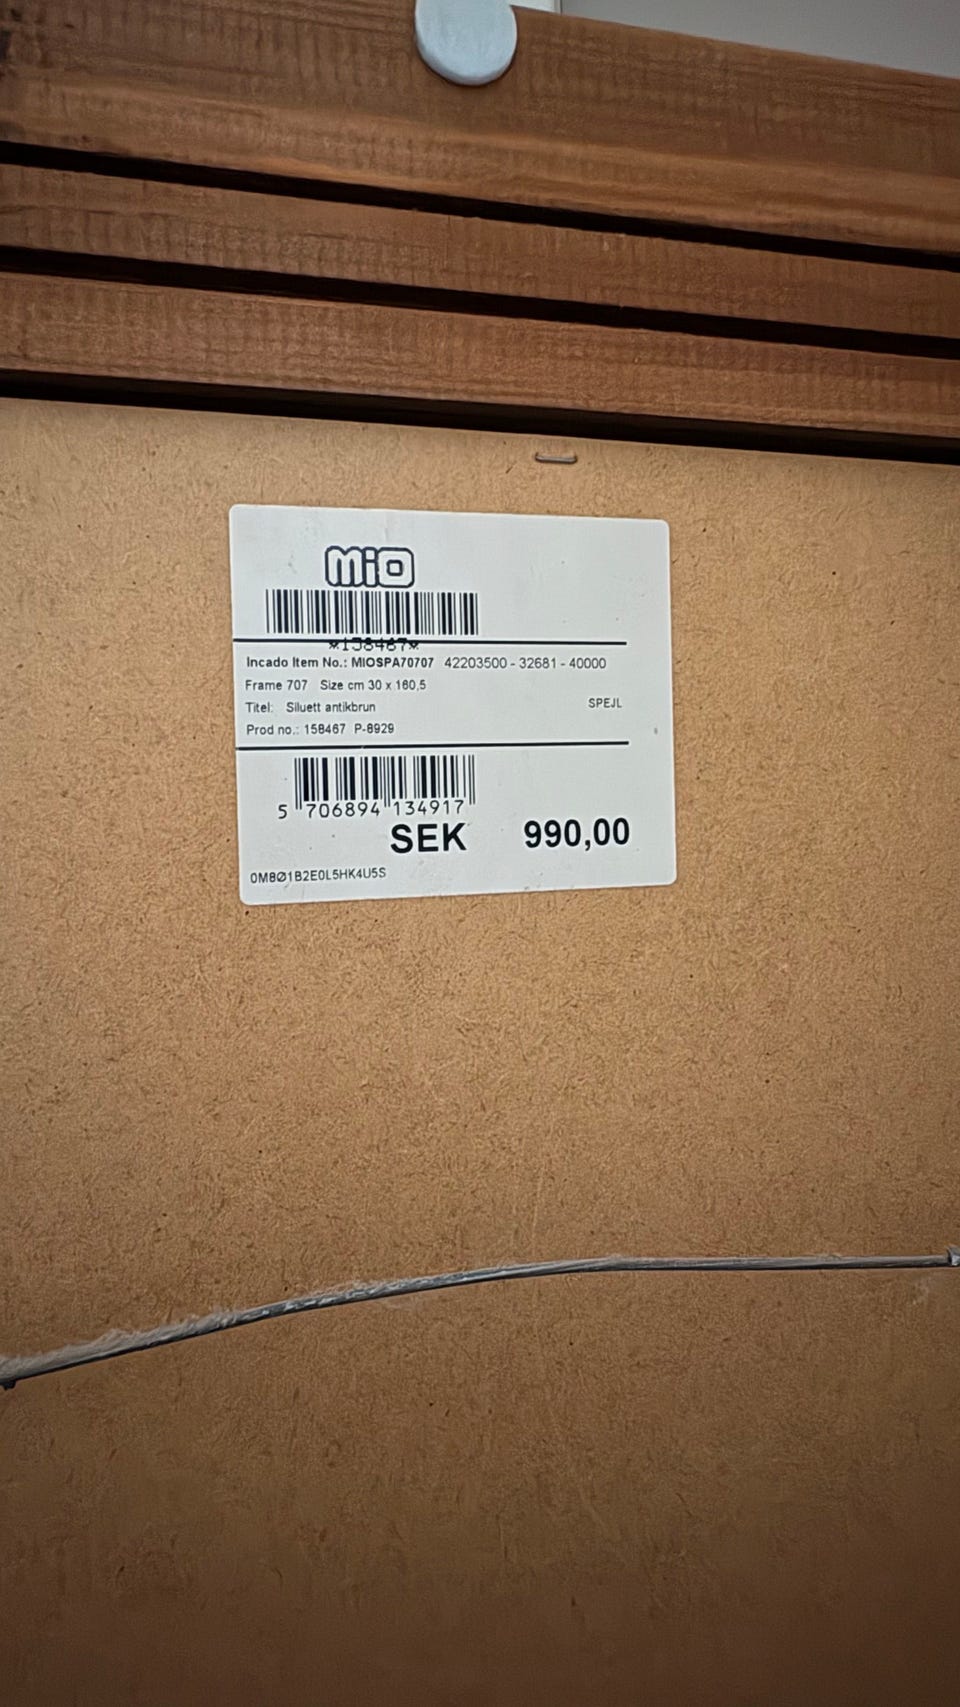 MiO
*158467*
Incado Item No.: MIOSPA70707 42203500 - 32681 - 40000
Frame 707 Size cm 30 x 160,5
Titel: Siluett antikbrun SPEJL
Prod no.: 158467 P-8929
5 706894 134917
SEK 990,00
0M8Ø1B2E0L5HK4U5S